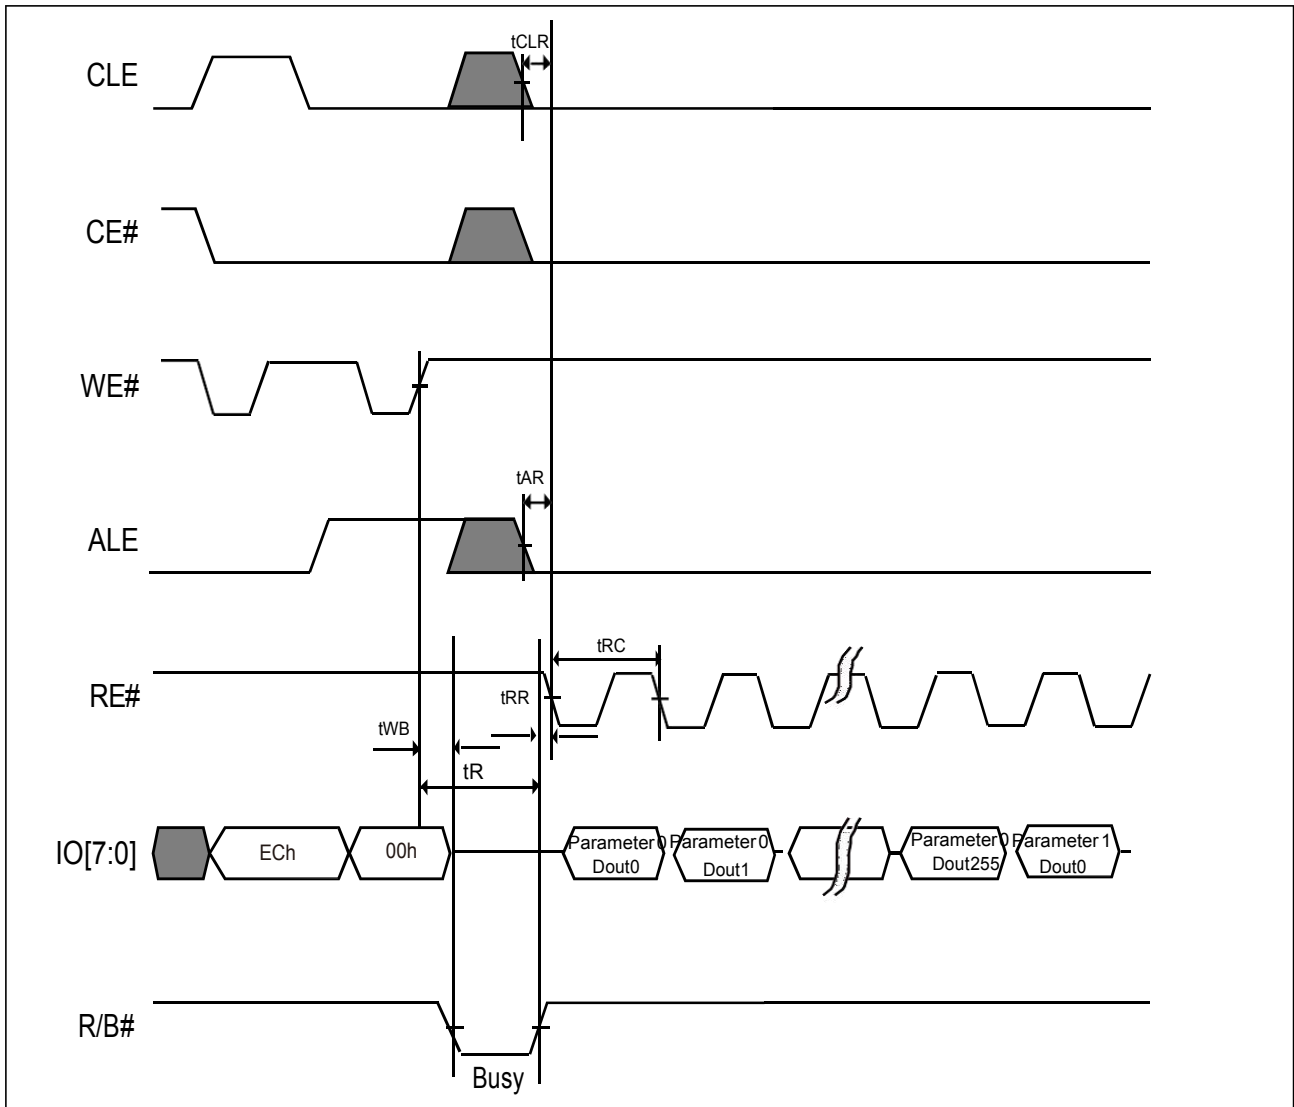 tCLR
CLE
CE#
WE#
tAR
ALE
tRC
RE#
tRR
tWB
tR
IO[7:0]
ECh
00h
Parameter 0
Dout0
Parameter 0
Dout1
Parameter 0
Dout255
Parameter 1
Dout0
R/B#
Busy